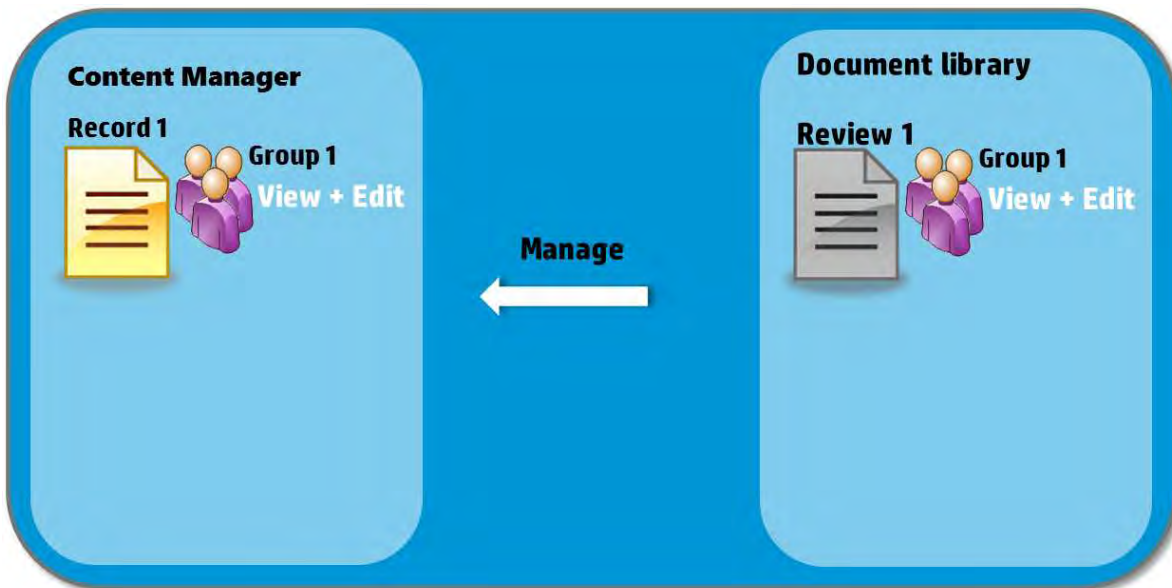 Content Manager
Record 1
Group 1
View + Edit
Manage
Document library
Review 1
Group 1
View + Edit